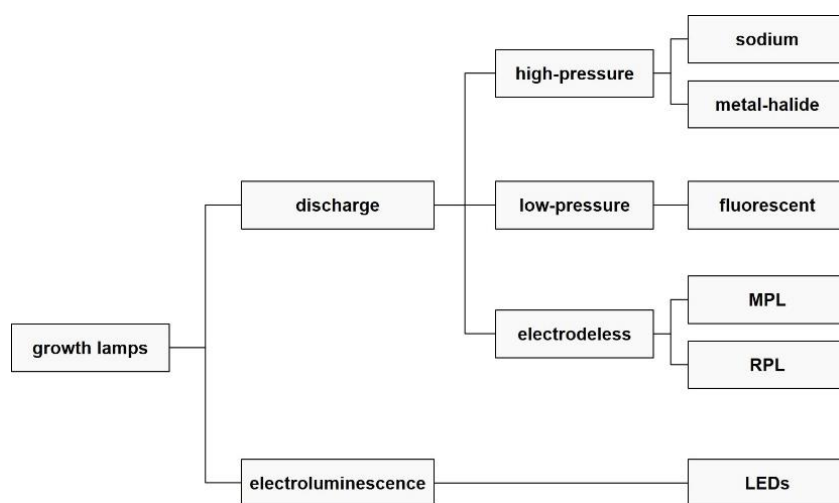 sodium
high-pressure
metal-halide
discharge
low-pressure
fluorescent
MPL
growth lamps
electrodeless
RPL
electroluminescence
LEDs